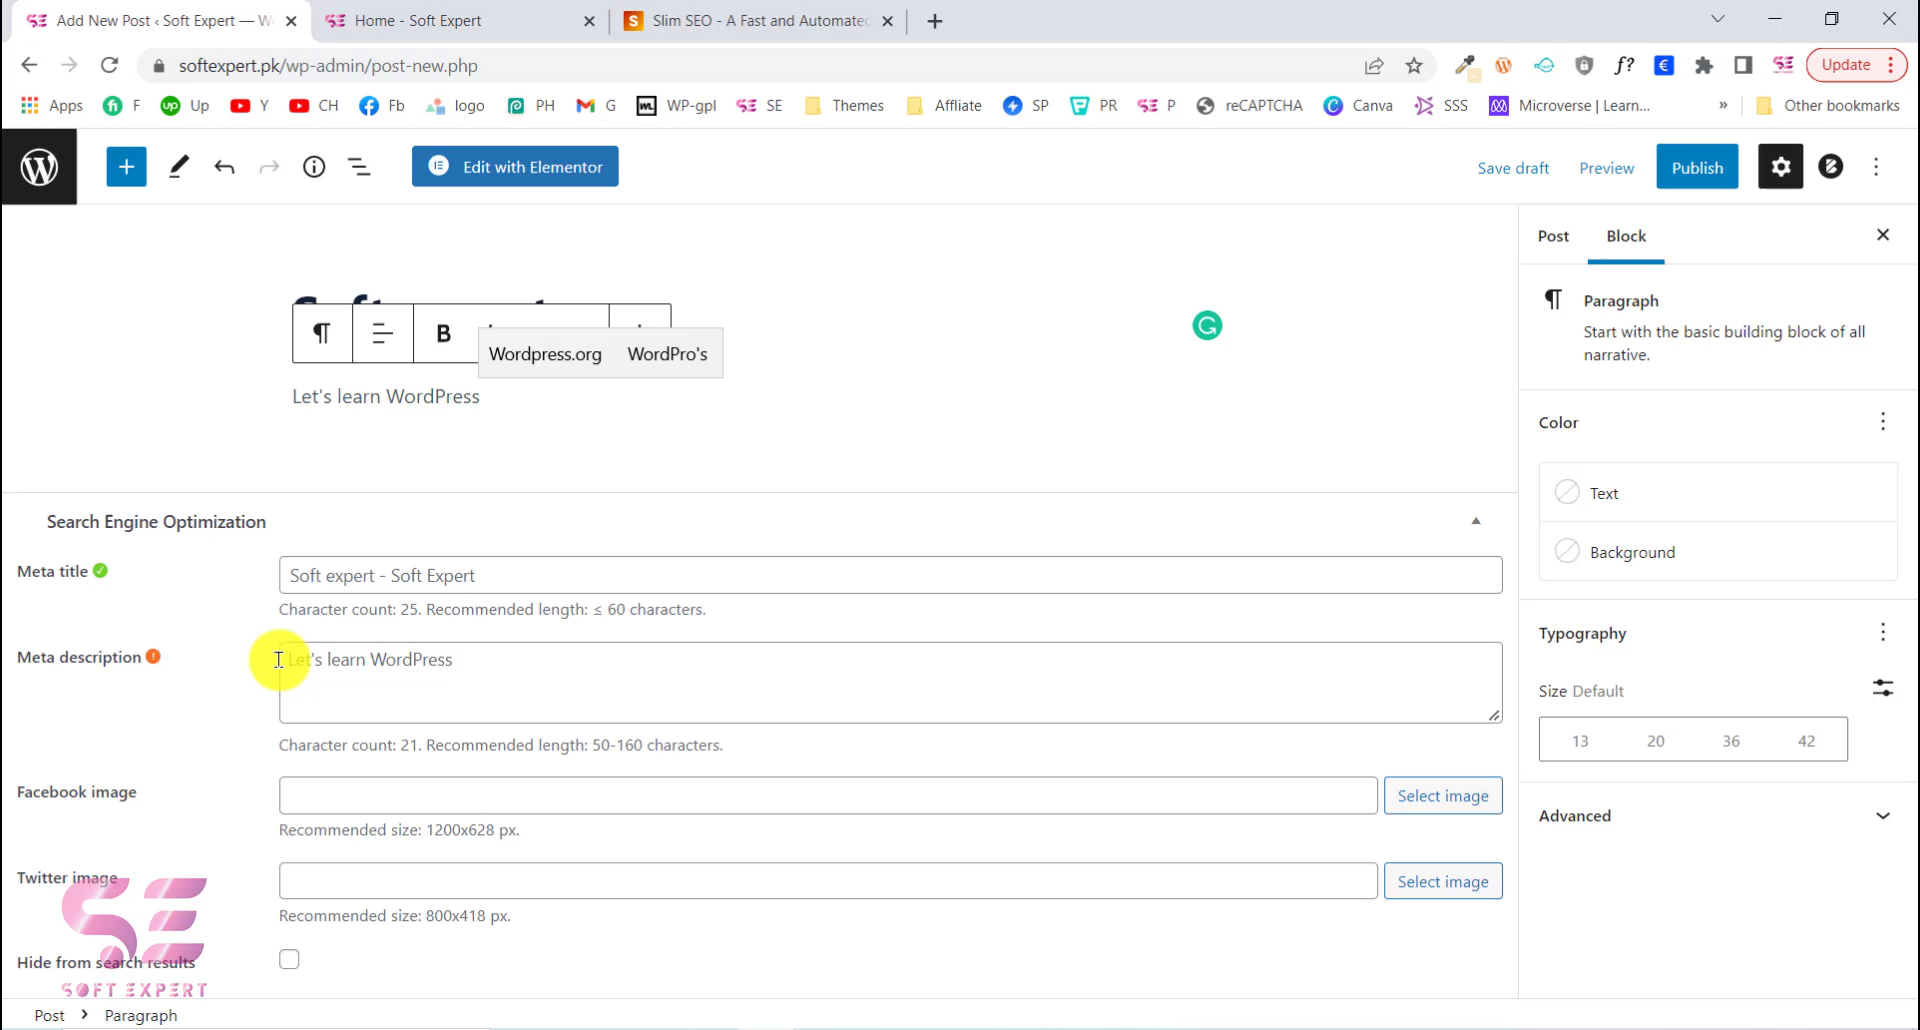 Add New Post ‹ Soft Expert — W
Home - Soft Expert
Slim SEO - A Fast and Automated
softexpert.pk/wp-admin/post-new.php
f?
Update
Apps
F
Up
Y
CH
Fb
logo
PH
G
WP-gpl
SE
Themes
Affliate
SP
PR
P
reCAPTCHA
Canva
SSS
Microverse | Learn...
»
Other bookmarks
Edit with Elementor
Save draft
Preview
Publish
Post
Block
Paragraph
Start with the basic building block of all
narrative.
B
Wordpress.org WordPro's
Let's learn WordPress
Color
Text
Background
Typography
Size Default
13 20 36 42
Advanced
Search Engine Optimization
Meta title
Soft expert - Soft Expert
Character count: 25. Recommended length: ≤ 60 characters.
Meta description
Let's learn WordPress
Character count: 21. Recommended length: 50-160 characters.
Facebook image
Select image
Recommended size: 1200x628 px.
Twitter image
Select image
Recommended size: 800x418 px.
Hide from search results
SE
SOFT EXPERT
Post › Paragraph